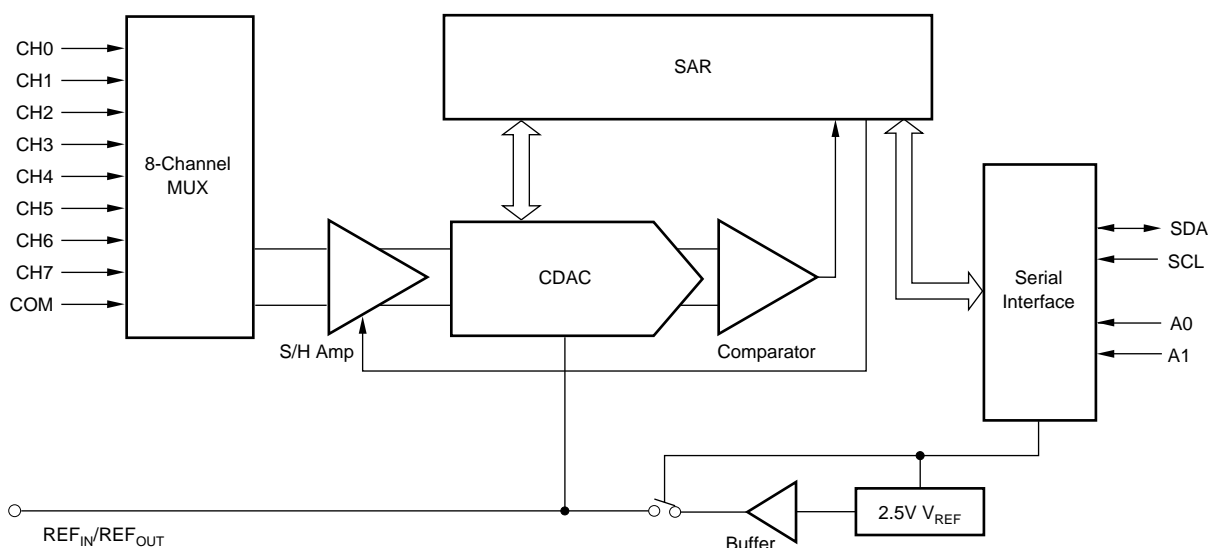 CH0
CH1
CH2
CH3
CH4
CH5
CH6
CH7
COM
8-Channel
MUX
SAR
S/H Amp
CDAC
Comparator
Serial
Interface
SDA
SCL
A0
A1
REFIN/REFOUT
Buffer
2.5V VREF